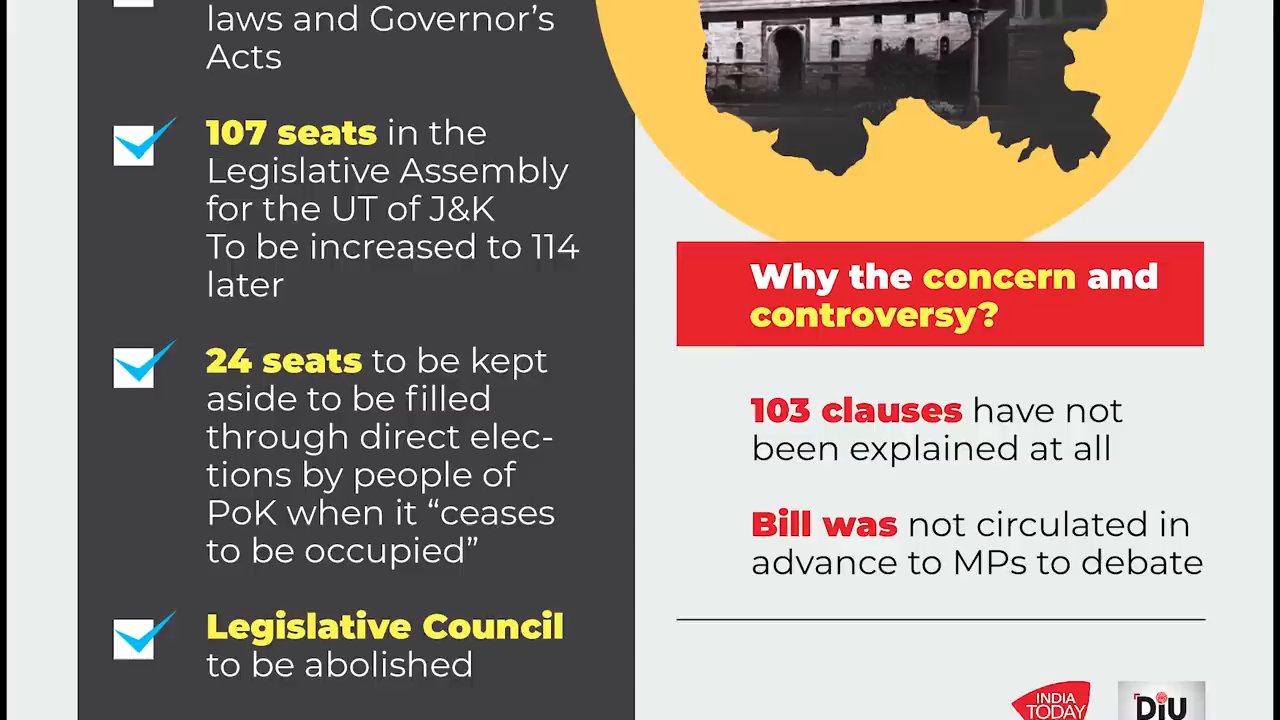 laws and Governor’s
Acts
107 seats in the
Legislative Assembly
for the UT of J&K
To be increased to 114
later
24 seats to be kept
aside to be filled
through direct elec-
tions by people of
PoK when it “ceases
to be occupied”
Legislative Council
to be abolished
Why the concern and
controversy?
103 clauses have not
been explained at all
Bill was not circulated in
advance to MPs to debate
INDIA
TODAY
DiU